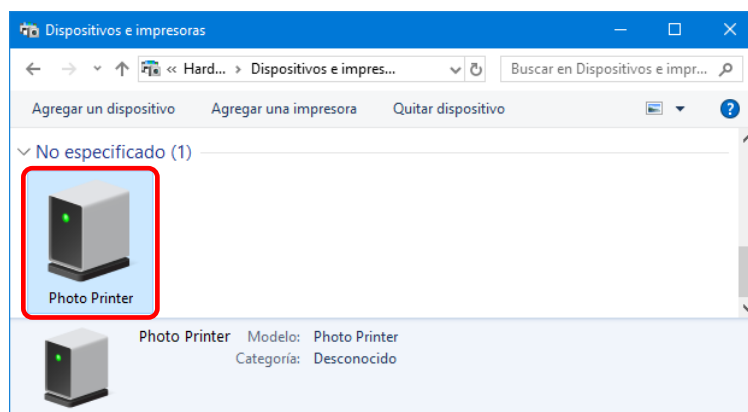 Dispositivos e impresoras
« Hard... > Dispositivos e impres...
Buscar en Dispositivos e impr...
Agregar un dispositivo Agregar una impresora Quitar dispositivo
No especificado (1)
Photo Printer
Photo Printer Modelo: Photo Printer
Categoría: Desconocido